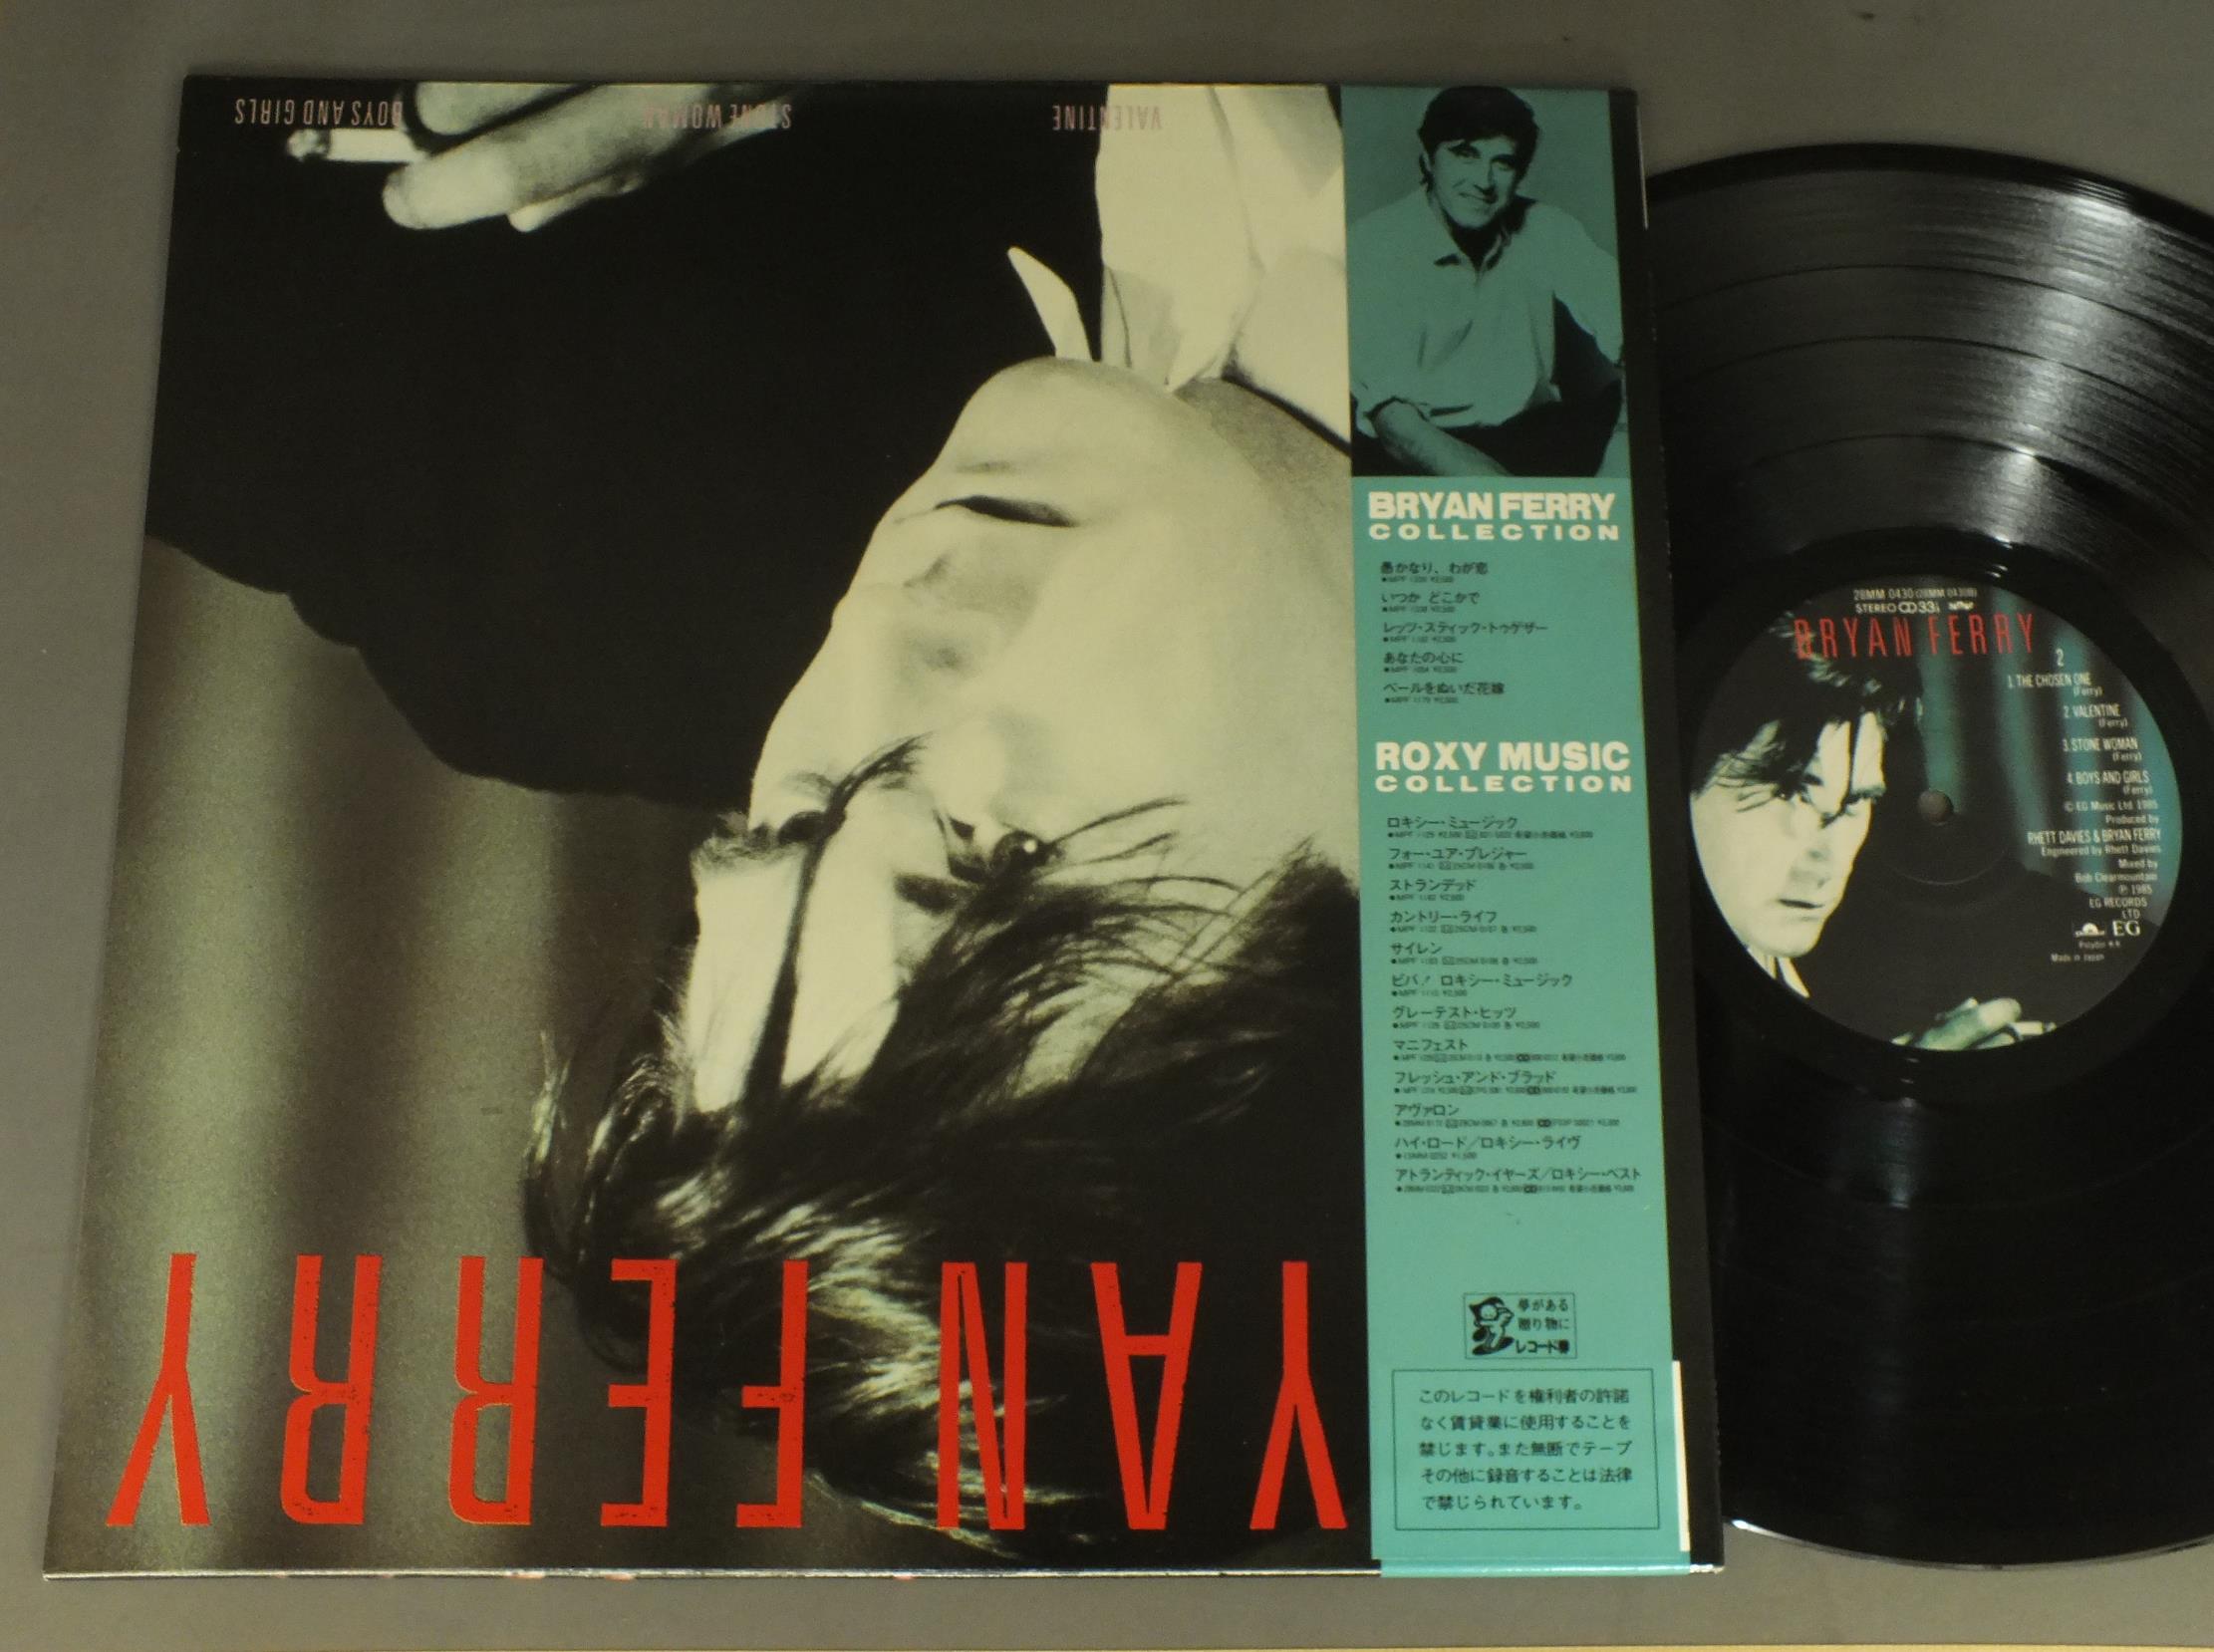 BOYS AND GIRLS
STONE WOMAN
VALENTINE
YAN FERRY
BRYAN FERRY
COLLECTION
愚かなり、わが恋
いつか どこかで
レッツ・スティック・トゥゲザー
あなたの心に
ベールをぬいだ花嫁
ROXY MUSIC
COLLECTION
ロキシー・ミュージック
フォー・ユア・プレジャー
ストランデッド
カントリー・ライフ
サイレン
ビバ! ロキシー・ミュージック
グレーテスト・ヒッツ
マニフェスト
フレッシュ・アンド・ブラッド
アヴァロン
ハイ・ロード/ロキシー・ライヴ
アトランティック・イヤーズ/ロキシー・ベスト
夢がある
贈り物に
レコード券
このレコードを権利者の許諾
なく賃貸業に使用することを
禁じます。また無断でテープ
その他に録音することは法律
で禁じられています。
28MM 0430 (28MM 0430B)
STEREO 33⅓
BRYAN FERRY
2
1. THE CHOSEN ONE
(Ferry)
2. VALENTINE
(Ferry)
3. STONE WOMAN
(Ferry)
4. BOYS AND GIRLS
(Ferry)
© EG Music Ltd. 1985
Produced by
RHETT DAVIES & BRYAN FERRY
Engineered by Rhett Davies
Mixed by
Bob Clearmountain
℗ 1985
EG RECORDS
LTD
EG
Polydor K.K.
Made in Japan